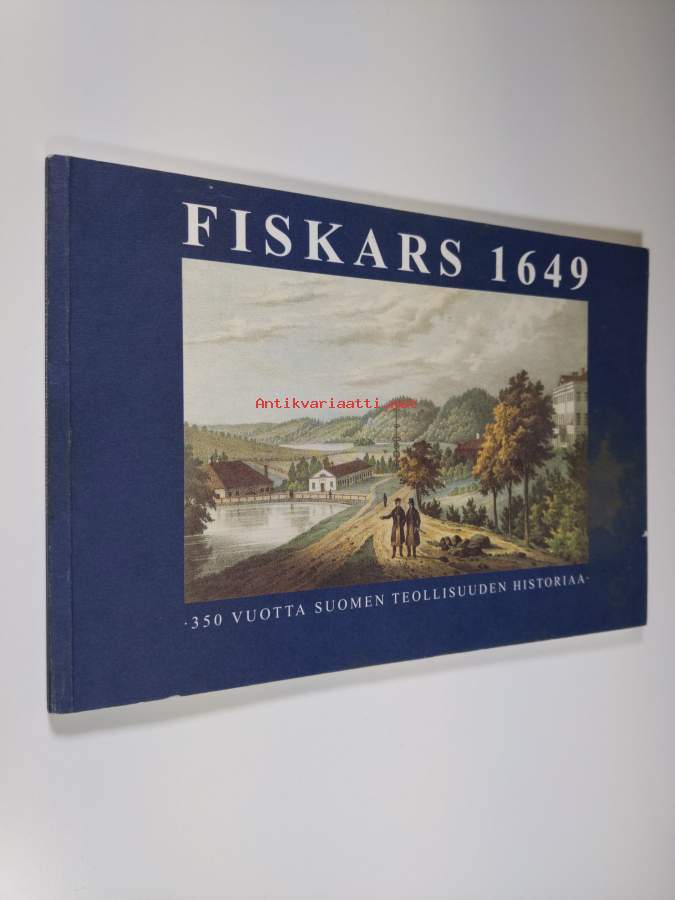 FISKARS 1649
Antikvariaatti.net
·350 VUOTTA SUOMEN TEOLLISUUDEN HISTORIAA·